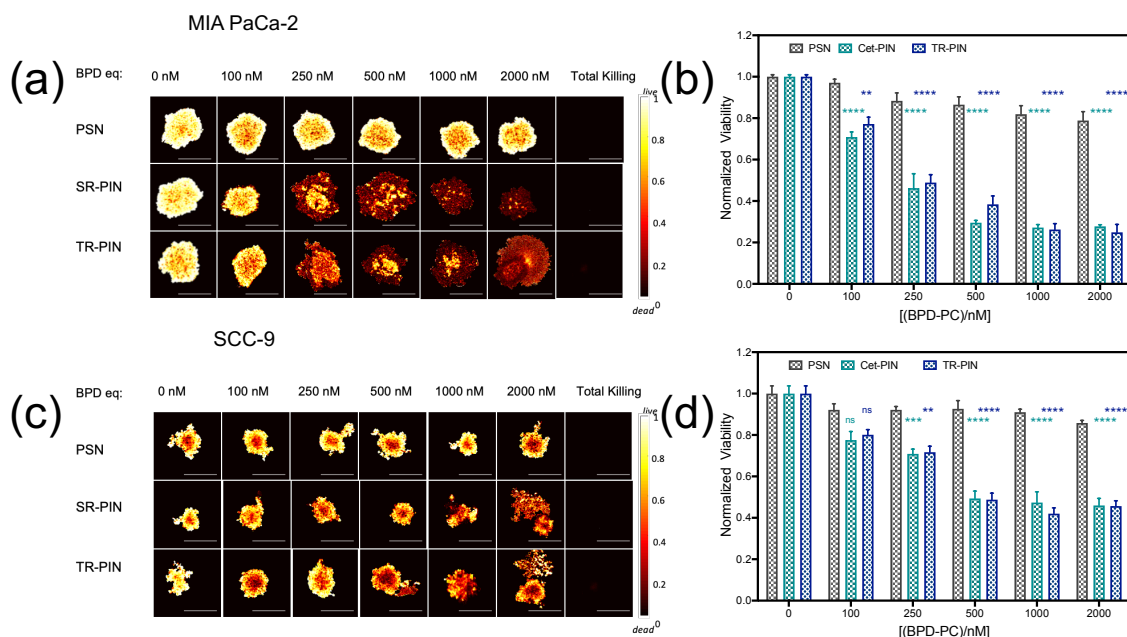 MIA PaCa-2
(a)
BPD eq:
0 nM 100 nM 250 nM 500 nM 1000 nM 2000 nM Total Killing
PSN
SR-PIN
TR-PIN
live
1
0.8
0.6
0.4
0.2
0
dead
(b)
PSN Cet-PIN TR-PIN
Normalized Viability
1.2
1.0
0.8
0.6
0.4
0.2
0.0
** **** **** **** ****
**** **** **** **** ****
0 100 250 500 1000 2000
[(BPD-PC)/nM]
SCC-9
(c)
BPD eq:
0 nM 100 nM 250 nM 500 nM 1000 nM 2000 nM Total Killing
PSN
SR-PIN
TR-PIN
live
1
0.8
0.6
0.4
0.2
0
dead
(d)
PSN Cet-PIN TR-PIN
Normalized Viability
1.2
1.0
0.8
0.6
0.4
0.2
0.0
ns ** **** **** ****
ns *** **** **** ****
0 100 250 500 1000 2000
[(BPD-PC)/nM]